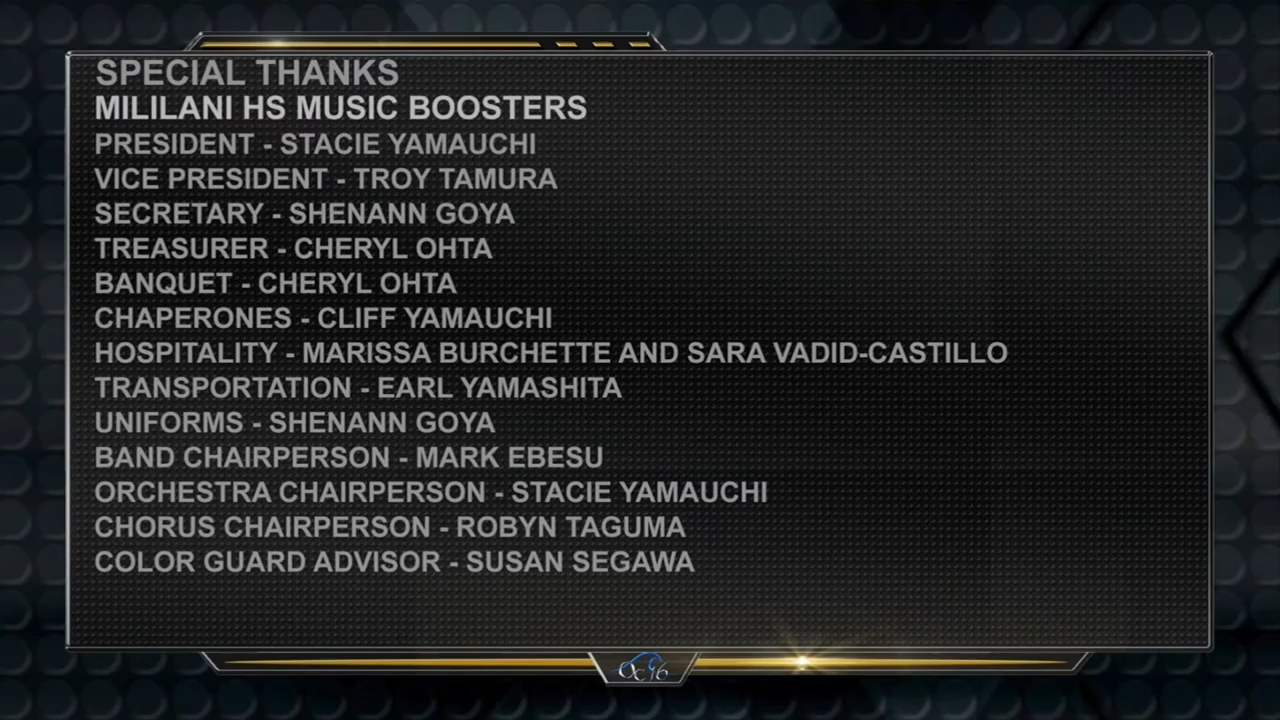 SPECIAL THANKS
MILILANI HS MUSIC BOOSTERS
PRESIDENT - STACIE YAMAUCHI
VICE PRESIDENT - TROY TAMURA
SECRETARY - SHENANN GOYA
TREASURER - CHERYL OHTA
BANQUET - CHERYL OHTA
CHAPERONES - CLIFF YAMAUCHI
HOSPITALITY - MARISSA BURCHETTE AND SARA VADID-CASTILLO
TRANSPORTATION - EARL YAMASHITA
UNIFORMS - SHENANN GOYA
BAND CHAIRPERSON - MARK EBESU
ORCHESTRA CHAIRPERSON - STACIE YAMAUCHI
CHORUS CHAIRPERSON - ROBYN TAGUMA
COLOR GUARD ADVISOR - SUSAN SEGAWA
OC16